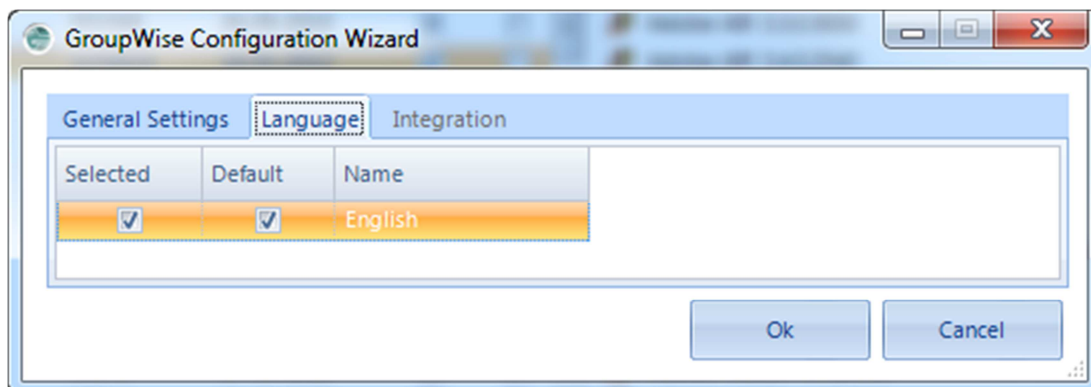 GroupWise Configuration Wizard
General Settings Language Integration
Selected Default Name
English
Ok Cancel